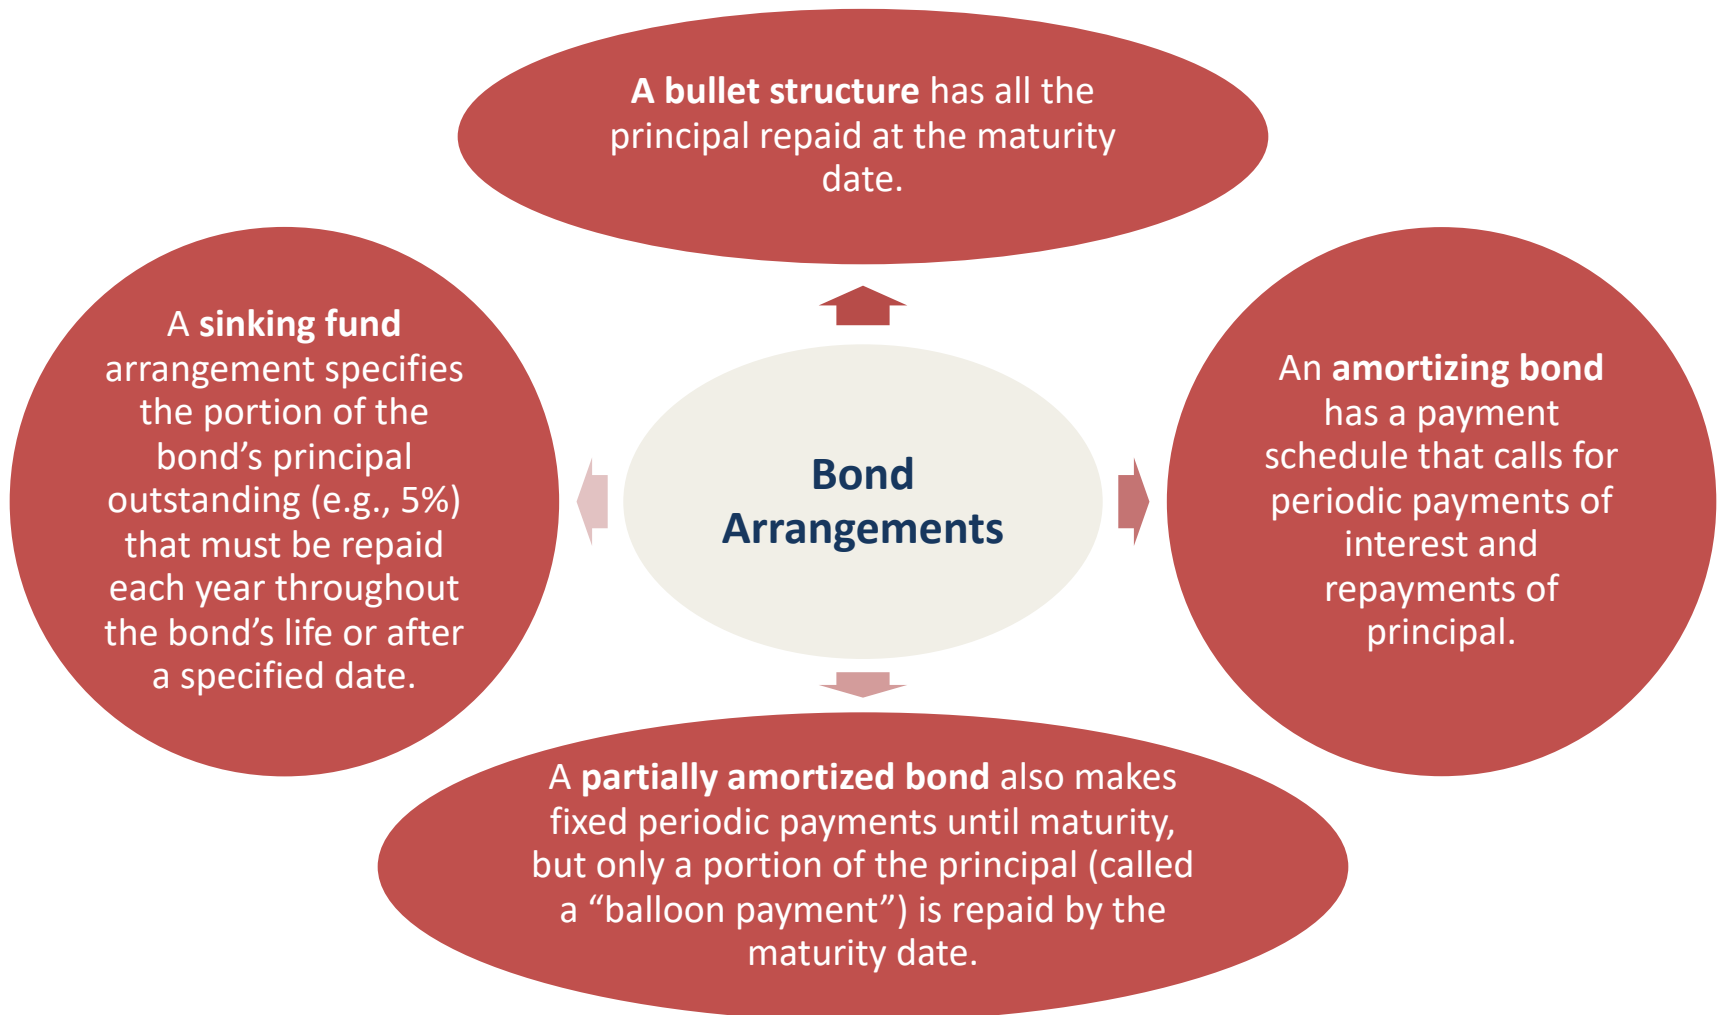 A bullet structure has all the
principal repaid at the maturity
date.
A sinking fund
arrangement specifies
the portion of the
bond’s principal
outstanding (e.g., 5%)
that must be repaid
each year throughout
the bond’s life or after
a specified date.
Bond
Arrangements
An amortizing bond
has a payment
schedule that calls for
periodic payments of
interest and
repayments of
principal.
A partially amortized bond also makes
fixed periodic payments until maturity,
but only a portion of the principal (called
a “balloon payment”) is repaid by the
maturity date.